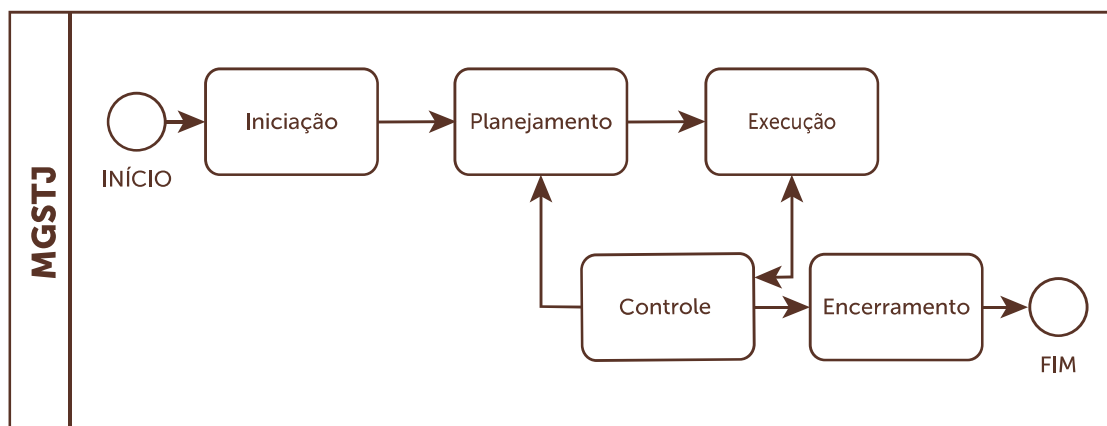 MGSTJ
INÍCIO
Iniciação
Planejamento
Execução
Controle
Encerramento
FIM